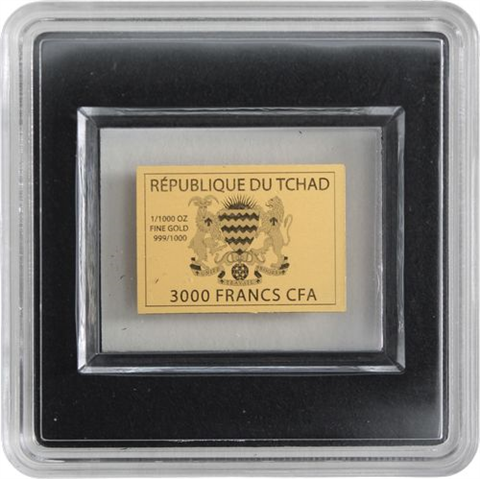 RÉPUBLIQUE DU TCHAD
1/1000 OZ
FINE GOLD
999/1000
3000 FRANCS CFA